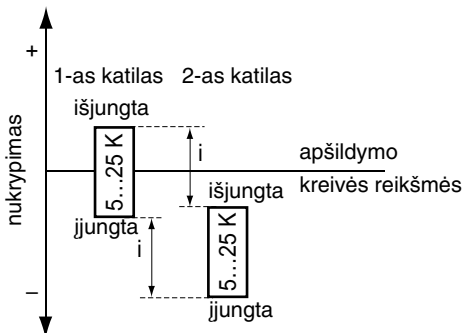 +
1-as katilas 2-as katilas
išjungta
5...25 K
i
apšildymo
kreivės reikšmės
nukrypimas
išjungta
įjungta
i
5...25 K
–
įjungta